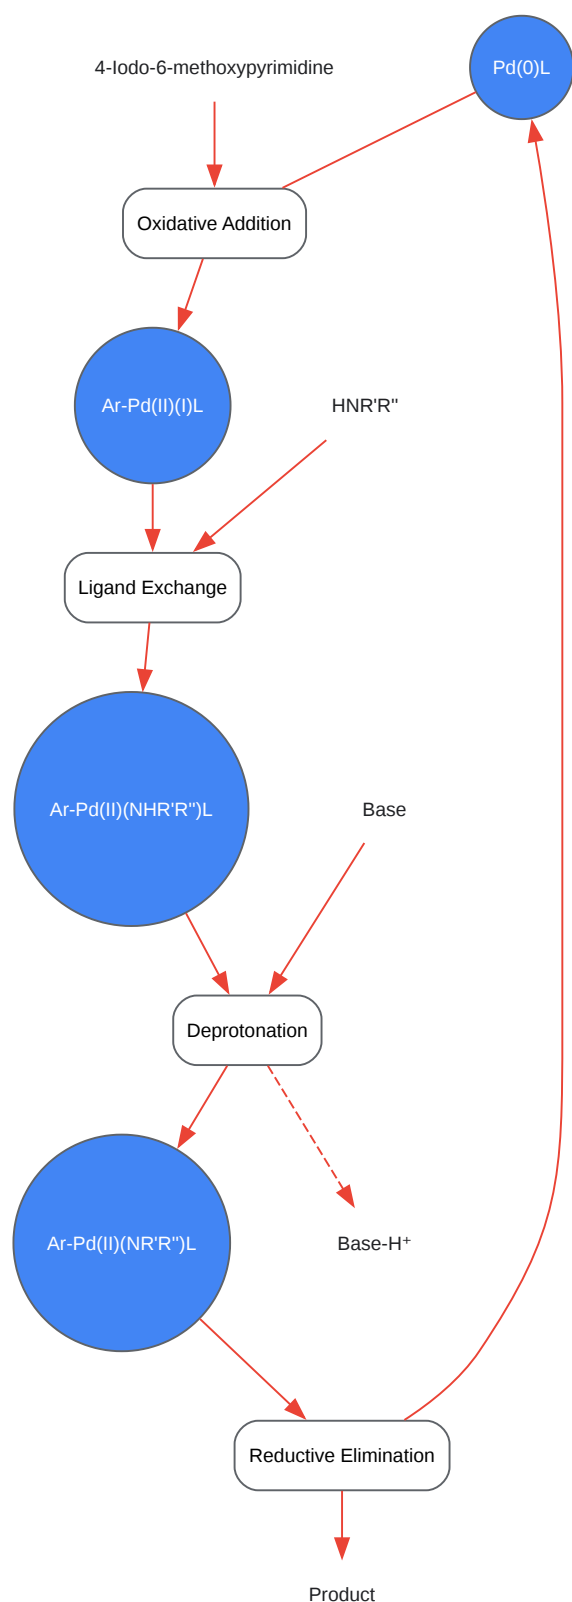 4-Iodo-6-methoxypyrimidine
Pd(0)L
Oxidative Addition
Ar-Pd(II)(I)L
HNR'R''
Ligand Exchange
Ar-Pd(II)(NHR'R'')L
Base
Deprotonation
Ar-Pd(II)(NR'R'')L
Base-H⁺
Reductive Elimination
Product